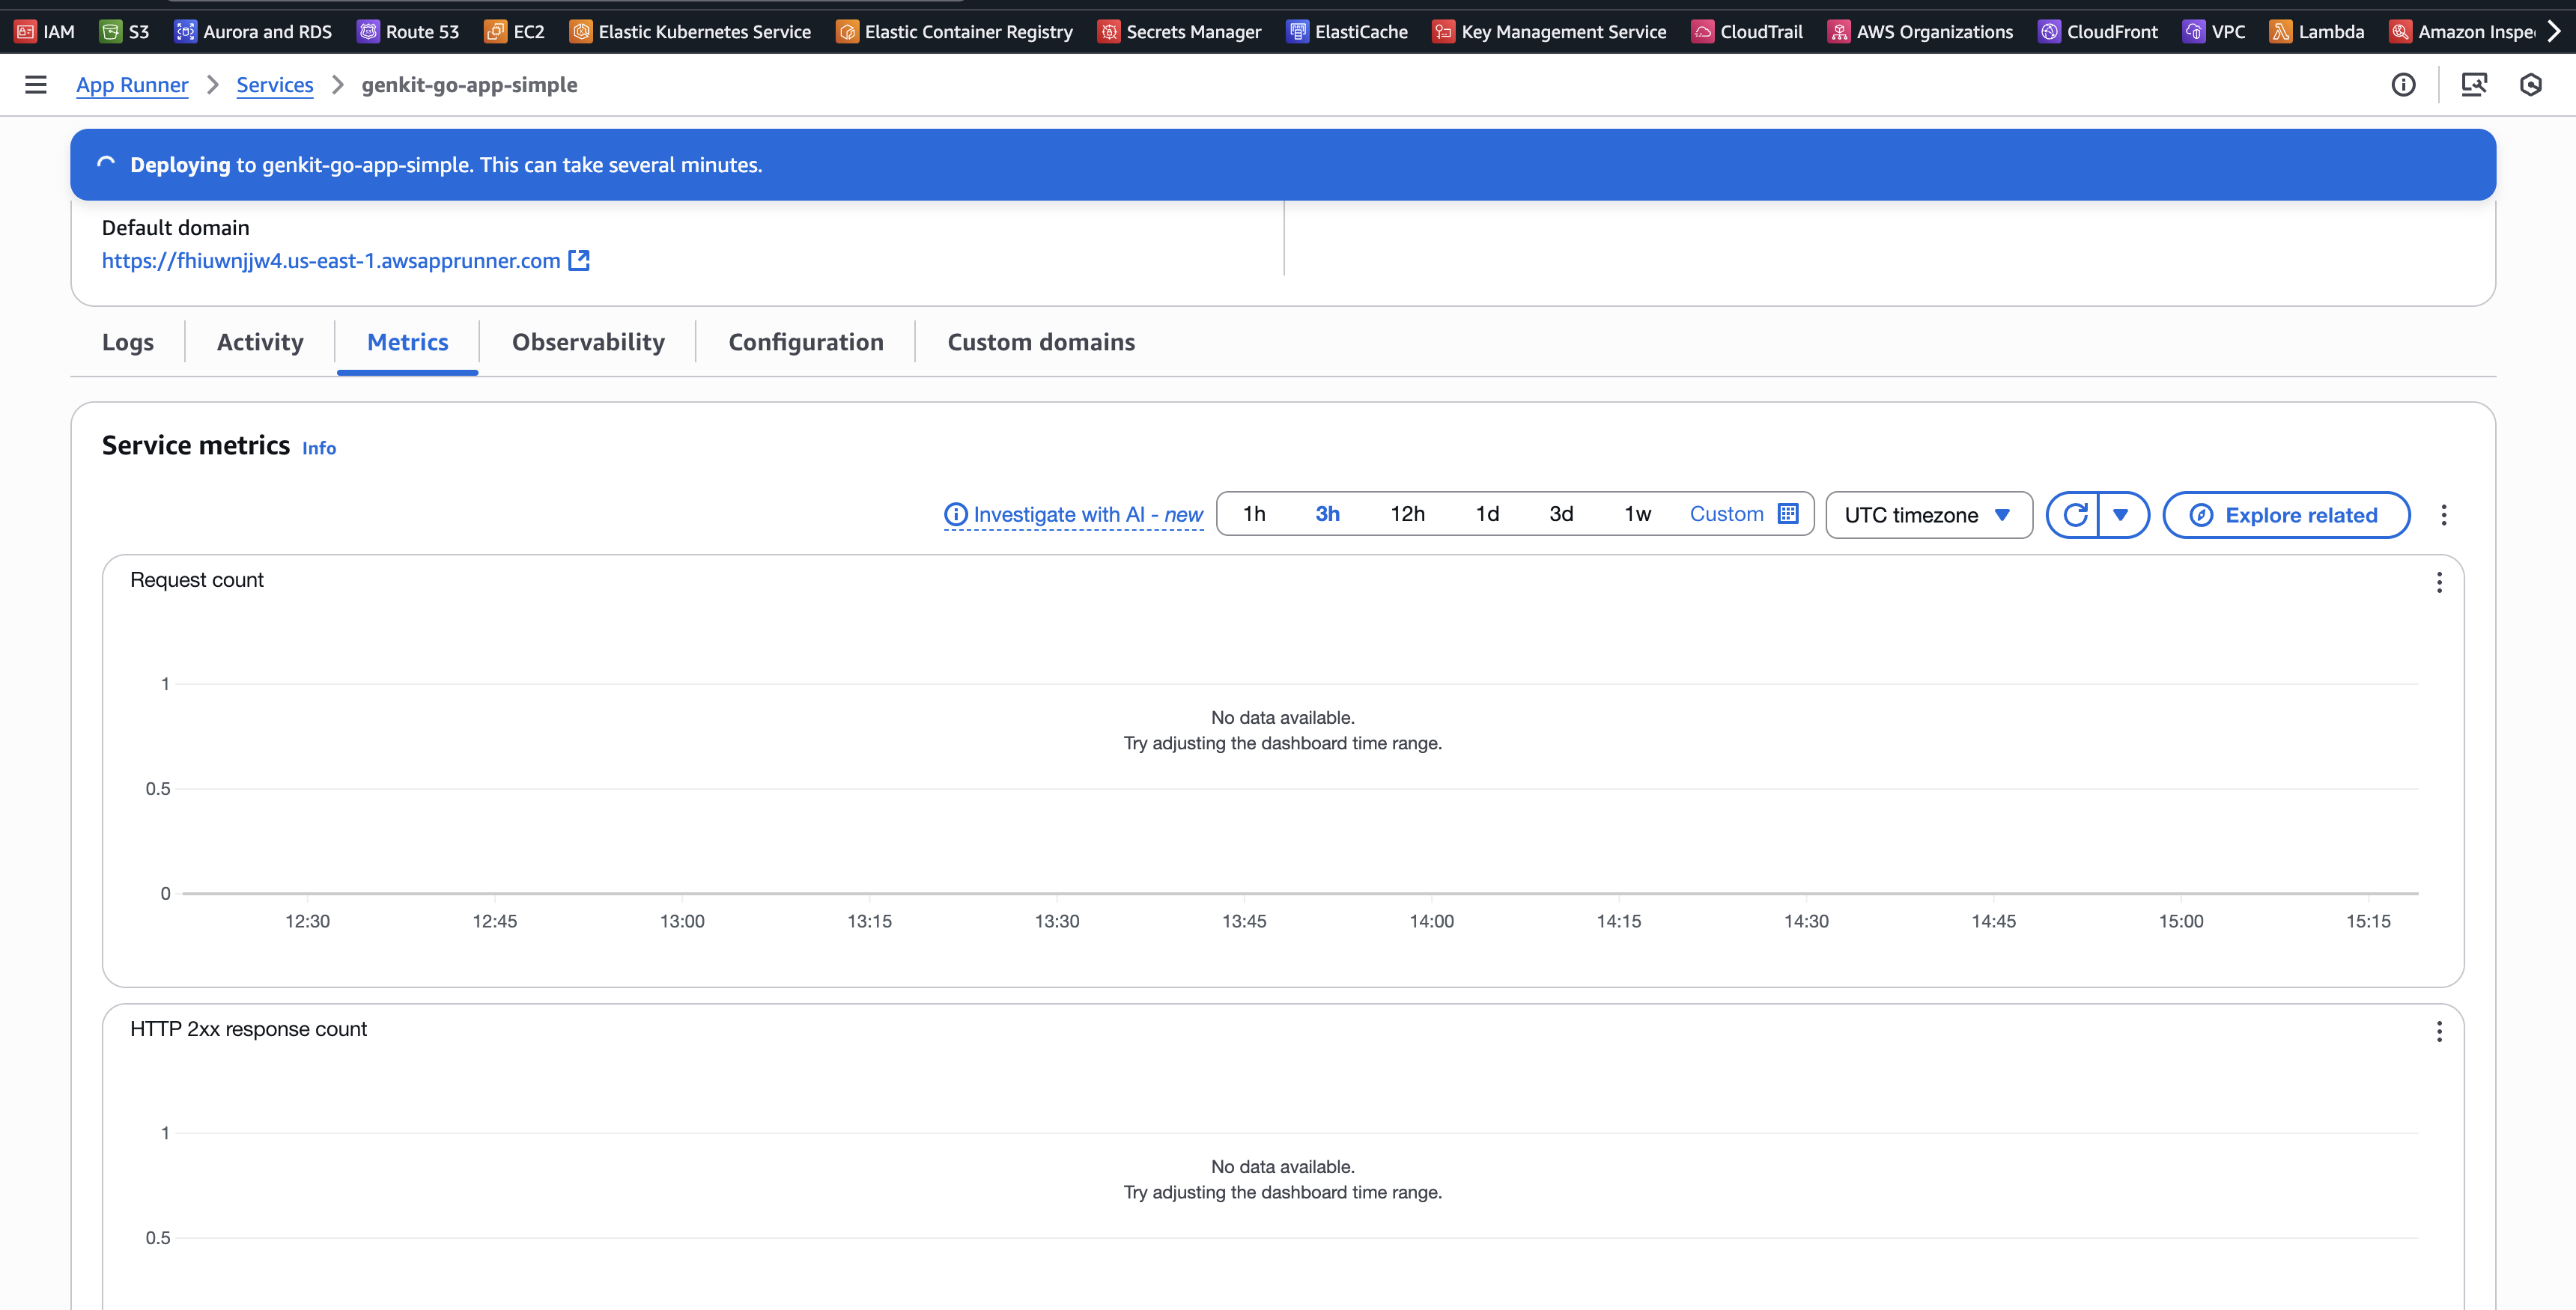 IAM S3 Aurora and RDS Route 53 EC2 Elastic Kubernetes Service Elastic Container Registry Secrets Manager ElastiCache Key Management Service CloudTrail AWS Organizations CloudFront VPC Lambda Amazon Inspe
App Runner Services genkit-go-app-simple
Deploying to genkit-go-app-simple. This can take several minutes.
Default domain
https://fhiuwnjjw4.us-east-1.awsapprunner.com
Logs Activity Metrics Observability Configuration Custom domains
Service metrics Info
Investigate with AI - new 1h 3h 12h 1d 3d 1w Custom UTC timezone Explore related
Request count
1
No data available.
Try adjusting the dashboard time range.
0.5
0
12:30 12:45 13:00 13:15 13:30 13:45 14:00 14:15 14:30 14:45 15:00 15:15
HTTP 2xx response count
1
No data available.
Try adjusting the dashboard time range.
0.5